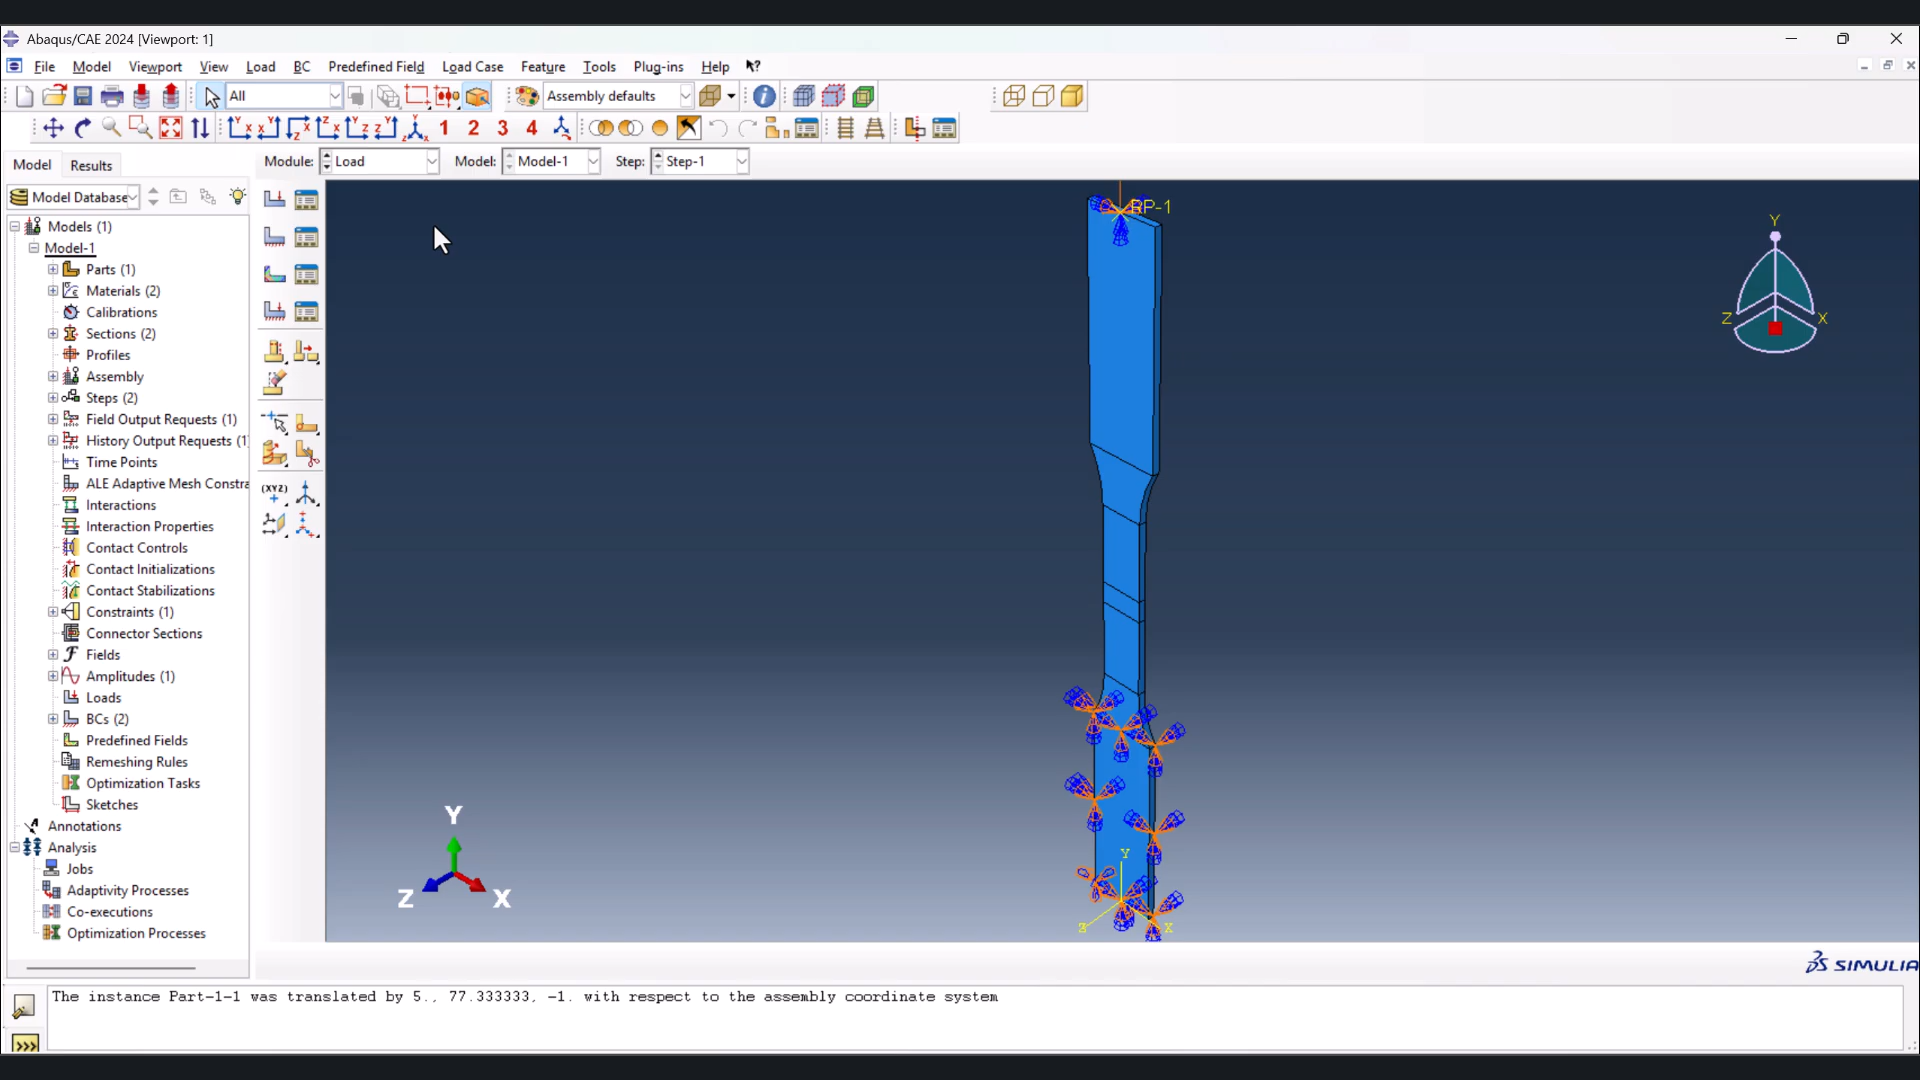 Abaqus/CAE 2024 [Viewport: 1]
File Model Viewport View Load BC Predefined Field Load Case Feature Tools Plug-ins Help
All
Assembly defaults
1 2 3 4
Model Results
Module: Load Model: Model-1 Step: Step-1
Model Database
Models (1)
Model-1
Parts (1)
Materials (2)
Calibrations
Sections (2)
Profiles
Assembly
Steps (2)
Field Output Requests (1)
History Output Requests (1)
Time Points
ALE Adaptive Mesh Constra
Interactions
Interaction Properties
Contact Controls
Contact Initializations
Contact Stabilizations
Constraints (1)
Connector Sections
Fields
Amplitudes (1)
Loads
BCs (2)
Predefined Fields
Remeshing Rules
Optimization Tasks
Sketches
Annotations
Analysis
Jobs
Adaptivity Processes
Co-executions
Optimization Processes
(XYZ)
RP-1
Y
Z X
Y
Z X
Y
Z X
SIMULIA
The instance Part-1-1 was translated by 5., 77.333333, -1. with respect to the assembly coordinate system
>>>